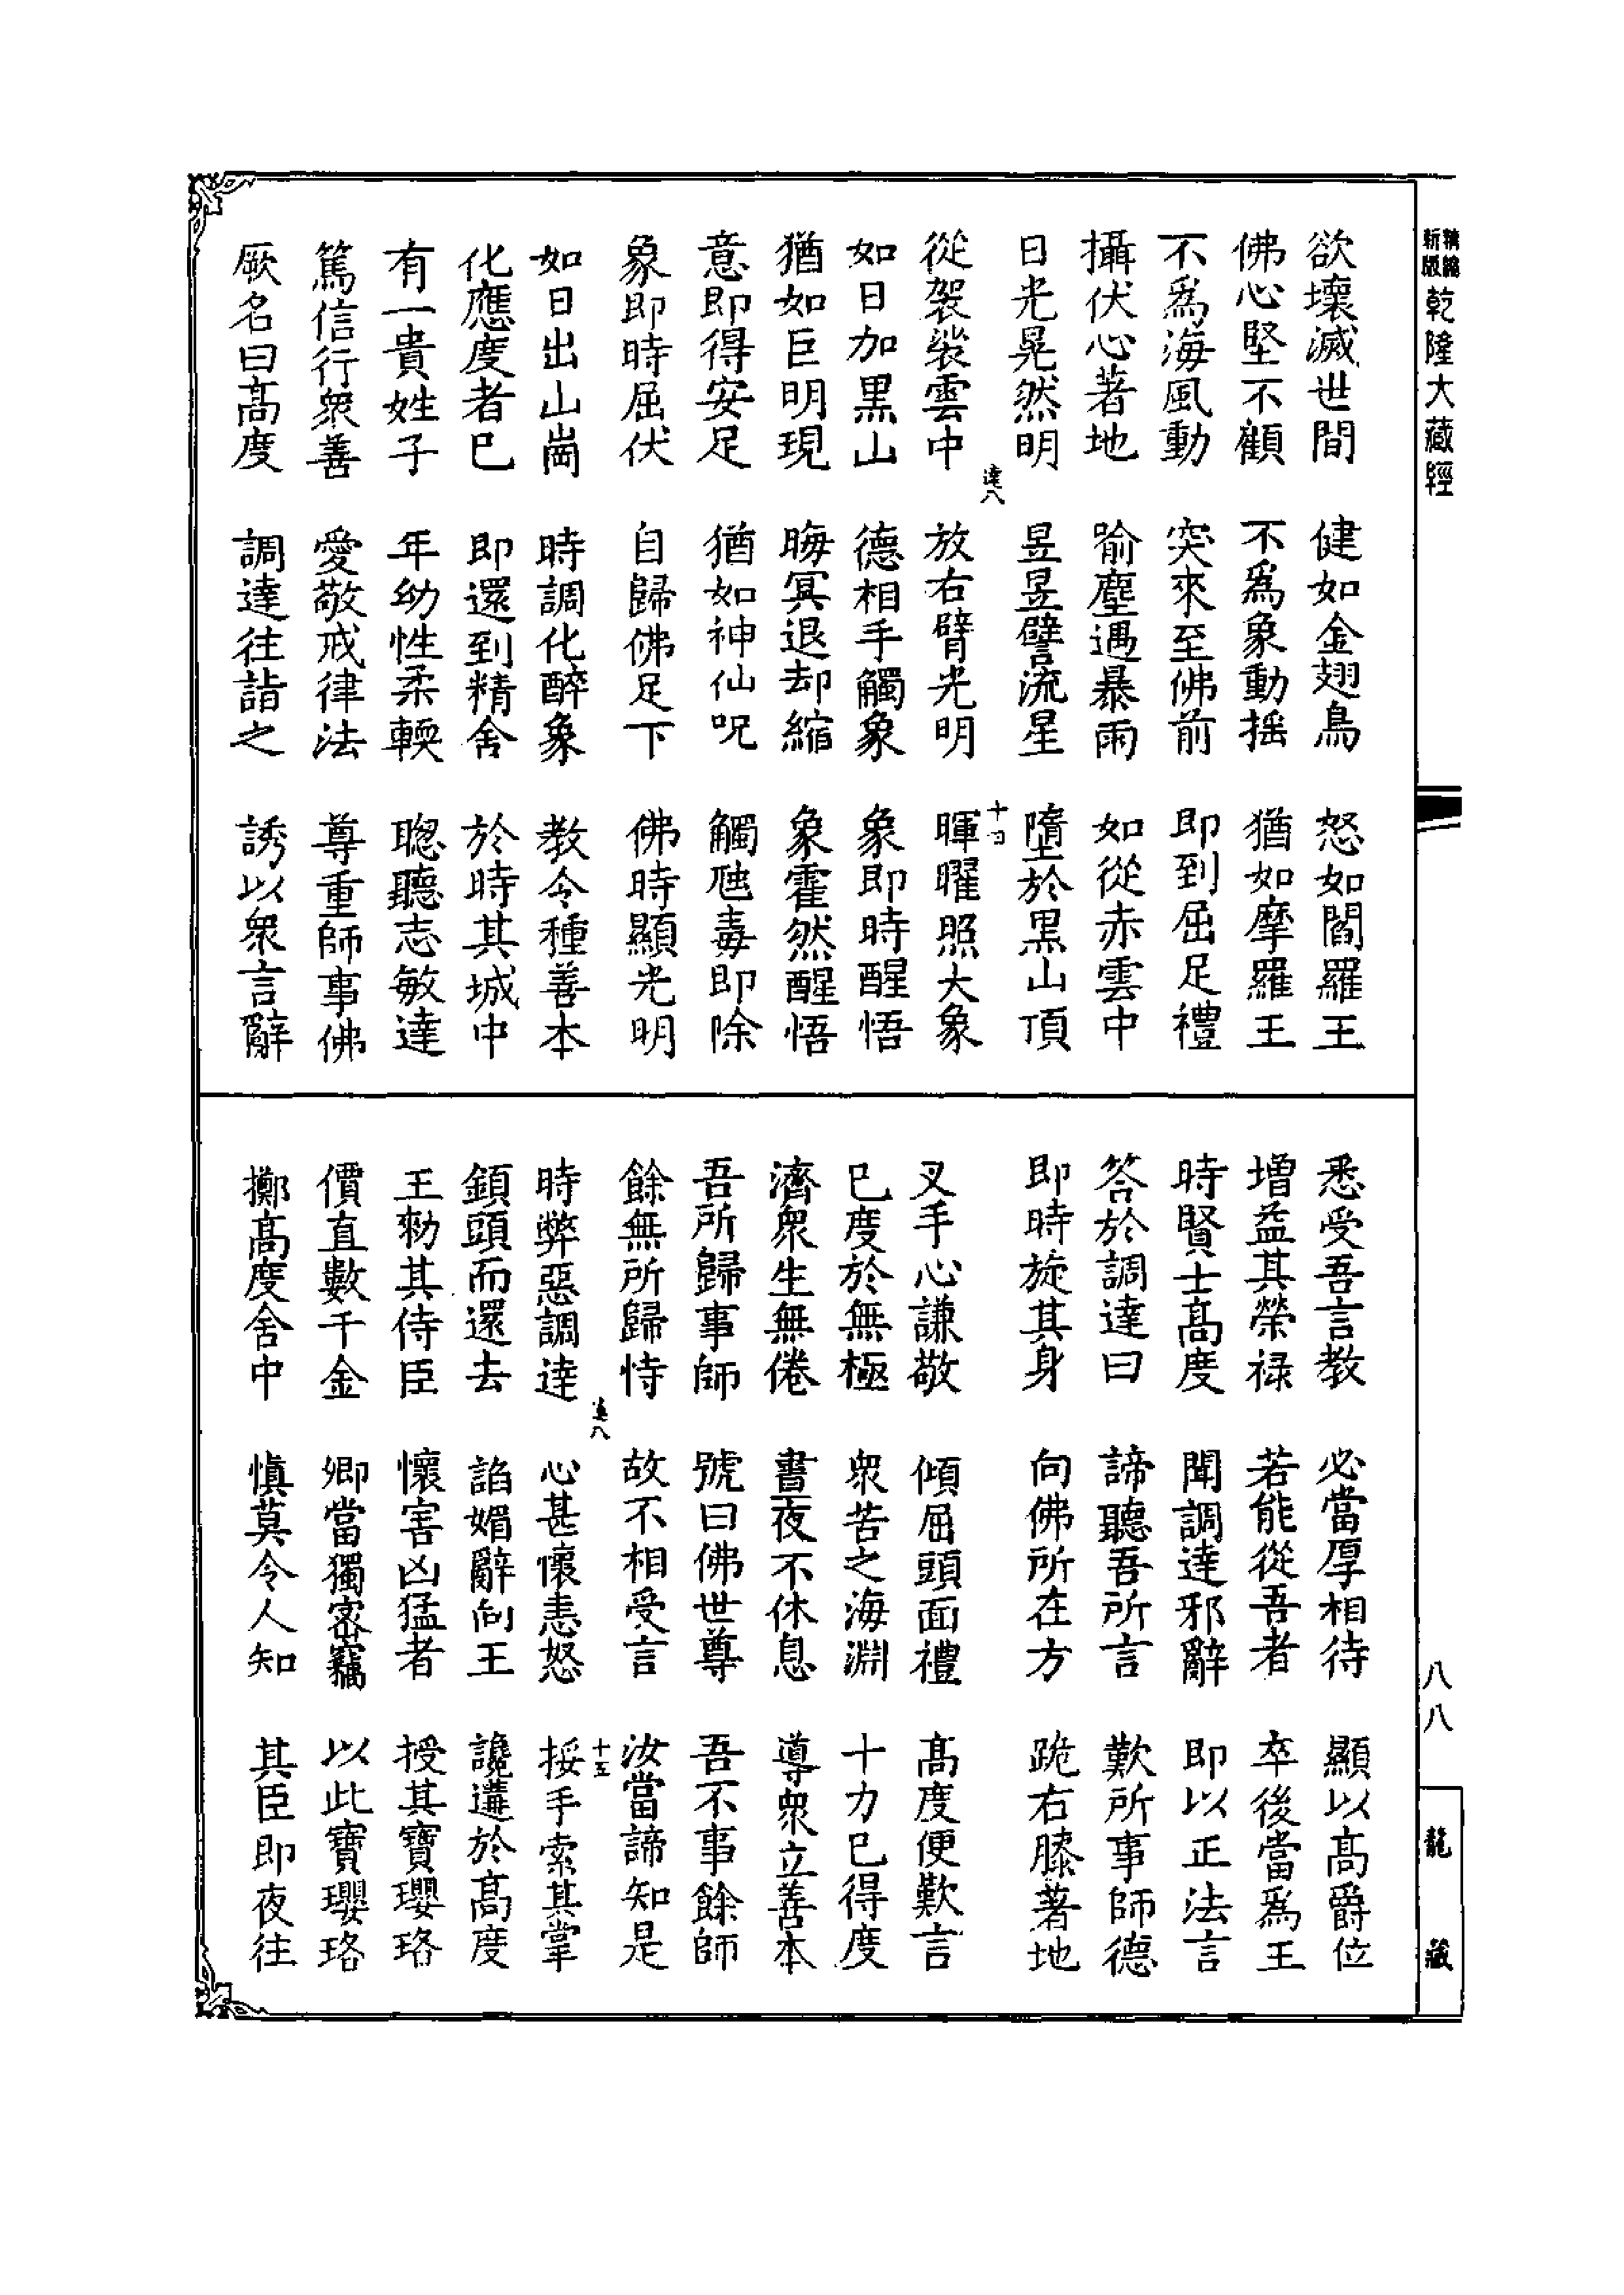 新編 新版 乾隆大藏經
欲壞滅世間 健如金翅鳥 怒如閻羅王
佛心堅不顧 不爲象動搖 猶如摩羅王
不爲海風動 突來至佛前 即到屈足禮
攝伏心著地 喻塵遇暴雨 如從赤雲中
日光晃然明 昱昱譬流星 墮於黑山頂
達八 十四
從袈裟雲中 放右臂光明 暉曜照大象
如日加黑山 德相手觸象 象即時醒悟
猶如巨明現 晦冥退却縮 象霍然醒悟
意即得安足 猶如神仙呪 觸虺毒即除
象即時屈伏 自歸佛足下 佛時顯光明
如日出山崗 時調化醉象 教令種善本
化應度者已 即還到精舍 於時其城中
有一貴姓子 年幼性柔輭 聰聽志敏達
篤信行衆善 愛敬戒律法 尊重師事佛
厥名曰髙度 調達往詣之 誘以衆言辭
悉受吾言教 必當厚相待 顯以髙爵位
增益其榮祿 若能從吾者 卒後當爲王
時賢士髙度 聞調達邪辭 即以正法言
答於調達曰 諦聽吾所言 歎所事師德
即時旋其身 向佛所在方 跪右膝著地
叉手心謙敬 傾屈頭面禮 髙度便歎言
已度於無極 衆苦之海淵 十力已得度
濟衆生無倦 晝夜不休息 導衆立善本
吾所歸事師 號曰佛世尊 吾不事餘師
餘無所歸恃 故不相受言 汝當諦知是
達八 十五
時弊惡調達 心甚懷恚怒 挼手索其掌
顉頭而還去 諂媚辭向王 讒遘於髙度
王勑其侍臣 懷害凶猛者 授其寶瓔珞
價直數千金 卿當獨密竊 以此寶瓔珞
擲髙度舍中 愼莫令人知 其臣即夜往
八八
龍藏